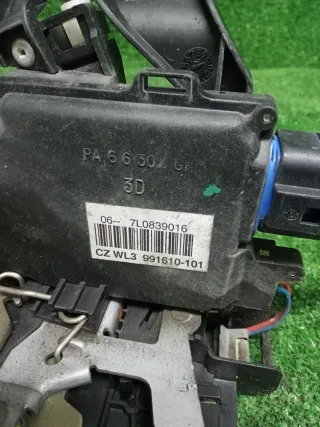 PA 6 6 30% GF
3D
06-- 7L0839016
CZ WL3 991610-101